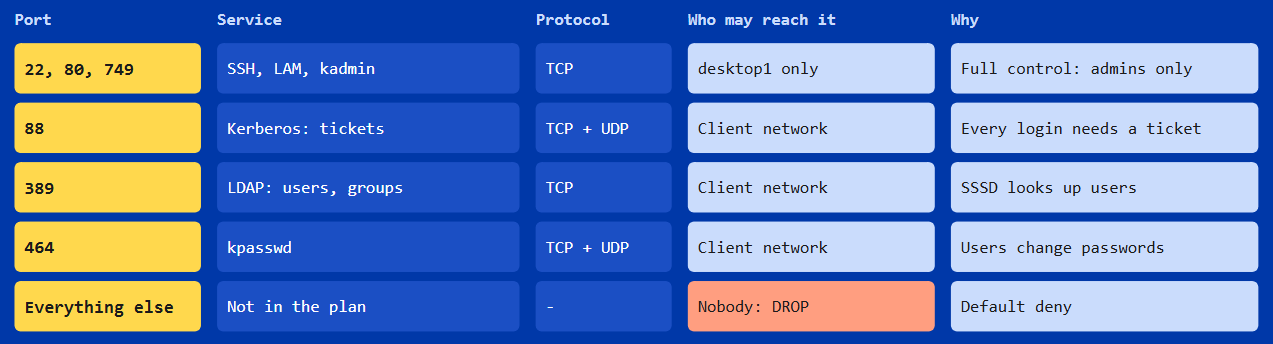 Port Service Protocol Who may reach it Why
22, 80, 749 SSH, LAM, kadmin TCP desktop1 only Full control: admins only
88 Kerberos: tickets TCP + UDP Client network Every login needs a ticket
389 LDAP: users, groups TCP Client network SSSD looks up users
464 kpasswd TCP + UDP Client network Users change passwords
Everything else Not in the plan - Nobody: DROP Default deny